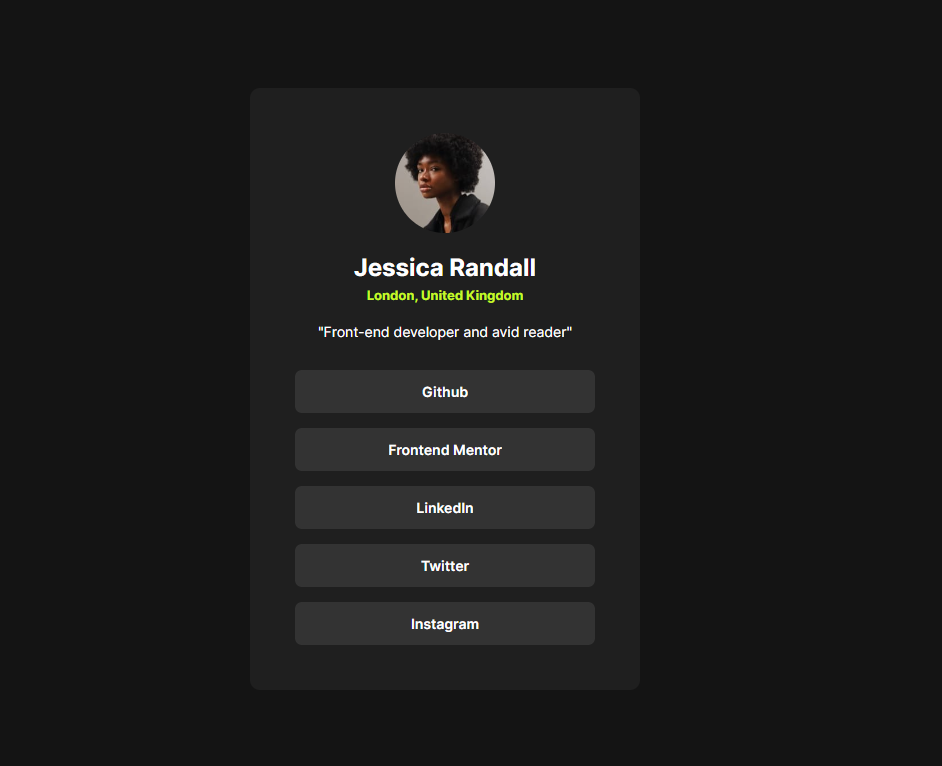 Jessica Randall
London, United Kingdom
"Front-end developer and avid reader"
Github
Frontend Mentor
LinkedIn
Twitter
Instagram